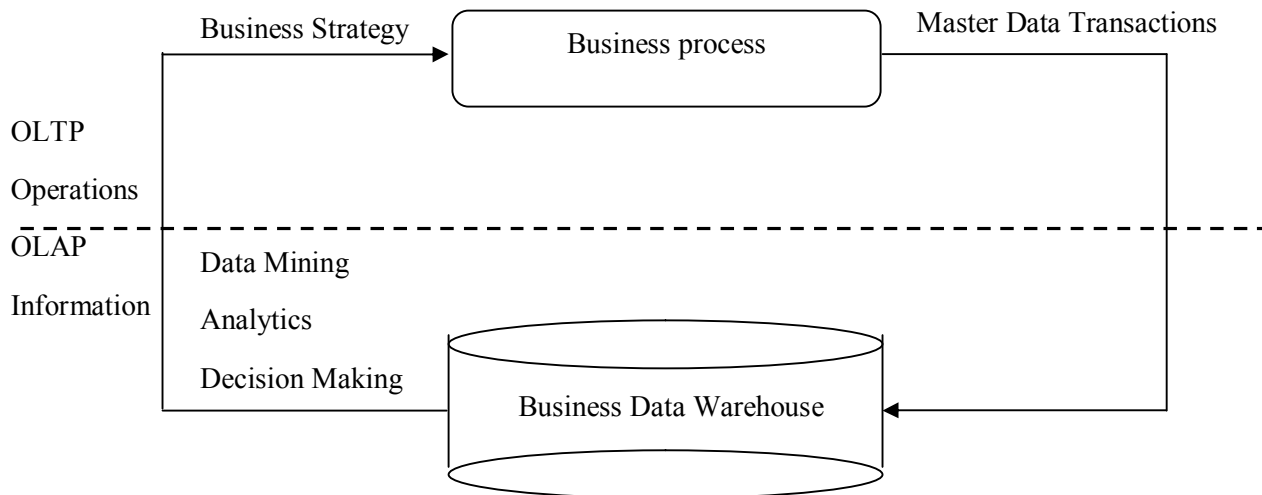 Business Strategy
Business process
Master Data Transactions
OLTP
Operations
OLAP
Information
Data Mining
Analytics
Decision Making
Business Data Warehouse